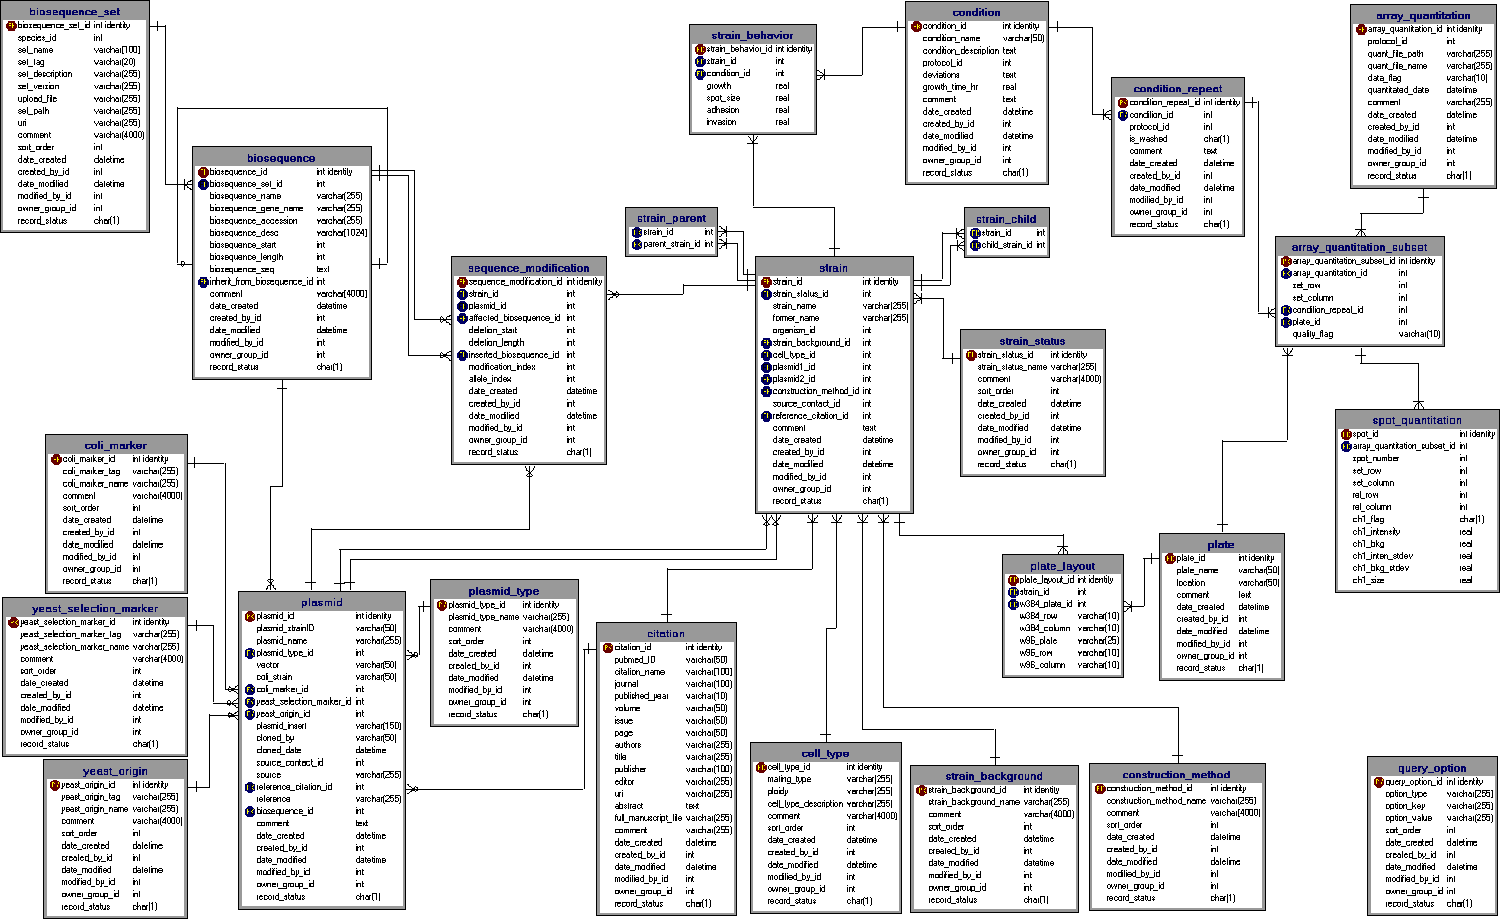 biosequence_set
biosequence_set_id int identity
species_id int
set_name varchar(100)
set_tag varchar(20)
set_description varchar(255)
set_version varchar(255)
upload_file varchar(255)
set_path varchar(255)
uri varchar(255)
comment varchar(4000)
sort_order int
date_created datetime
created_by_id int
date_modified datetime
modified_by_id int
owner_group_id int
record_status char(1)
biosequence
biosequence_id int identity
biosequence_set_id int
biosequence_name varchar(255)
biosequence_gene_name varchar(255)
biosequence_accession varchar(255)
biosequence_desc varchar(1024)
biosequence_start int
biosequence_length int
biosequence_seq text
inherit_from_biosequence_id int
comment varchar(4000)
date_created datetime
created_by_id int
date_modified datetime
modified_by_id int
owner_group_id int
record_status char(1)
sequence_modification
sequence_modification_id int identity
strain_id int
plasmid_id int
affected_biosequence_id int
deletion_start int
deletion_length int
inserted_biosequence_id int
modification_index int
allele_index int
date_created datetime
created_by_id int
date_modified datetime
modified_by_id int
owner_group_id int
record_status char(1)
strain_behavior
strain_behavior_id int identity
strain_id int
condition_id int
growth real
spot_size real
adhesion real
invasion real
condition
condition_id int identity
condition_name varchar(50)
condition_description text
protocol_id int
deviations text
growth_time_hr real
comment text
date_created datetime
created_by_id int
date_modified datetime
modified_by_id int
owner_group_id int
record_status char(1)
condition_repeat
condition_repeat_id int identity
condition_id int
protocol_id int
is_washed char(1)
comment text
date_created datetime
created_by_id int
date_modified datetime
modified_by_id int
owner_group_id int
record_status char(1)
array_quantitation
array_quantitation_id int identity
protocol_id int
quant_file_path varchar(255)
quant_file_name varchar(255)
data_flag varchar(10)
quantitated_date datetime
comment varchar(255)
date_created datetime
created_by_id int
date_modified datetime
modified_by_id int
owner_group_id int
record_status char(1)
strain_parent
strain_id int
parent_strain_id int
strain_child
strain_id int
child_strain_id int
strain
strain_id int identity
strain_status_id int
strain_name varchar(255)
former_name varchar(255)
organism_id int
strain_background_id int
cell_type_id int
plasmid1_id int
plasmid2_id int
construction_method_id int
source_contact_id int
reference_citation_id int
comment text
date_created datetime
created_by_id int
date_modified datetime
modified_by_id int
owner_group_id int
record_status char(1)
array_quantitation_subset
array_quantitation_subset_id int identity
array_quantitation_id int
set_row int
set_column int
condition_repeat_id int
plate_id int
quality_flag varchar(10)
strain_status
strain_status_id int identity
strain_status_name varchar(255)
comment varchar(4000)
sort_order int
date_created datetime
created_by_id int
date_modified datetime
modified_by_id int
owner_group_id int
record_status char(1)
spot_quantitation
spot_id int identity
array_quantitation_subset_id int
spot_number int
set_row int
set_column int
rel_row int
rel_column int
ch1_flag char(1)
ch1_intensity real
ch1_bkg real
ch1_inten_stdev real
ch1_bkg_stdev real
ch1_size real
coli_marker
coli_marker_id int identity
coli_marker_tag varchar(255)
coli_marker_name varchar(255)
comment varchar(4000)
sort_order int
date_created datetime
created_by_id int
date_modified datetime
modified_by_id int
owner_group_id int
record_status char(1)
yeast_selection_marker
yeast_selection_marker_id int identity
yeast_selection_marker_tag varchar(255)
yeast_selection_marker_name varchar(255)
comment varchar(4000)
sort_order int
date_created datetime
created_by_id int
date_modified datetime
modified_by_id int
owner_group_id int
record_status char(1)
yeast_origin
yeast_origin_id int identity
yeast_origin_tag varchar(255)
yeast_origin_name varchar(255)
comment varchar(4000)
sort_order int
date_created datetime
created_by_id int
date_modified datetime
modified_by_id int
owner_group_id int
record_status char(1)
plasmid
plasmid_id int identity
plasmid_strainID varchar(50)
plasmid_name varchar(255)
plasmid_type_id int
vector varchar(50)
coli_strain varchar(50)
coli_marker_id int
yeast_selection_marker_id int
yeast_origin_id int
plasmid_insert varchar(150)
cloned_by varchar(50)
cloned_date datetime
source_contact_id int
source varchar(255)
reference_citation_id int
reference varchar(255)
biosequence_id int
comment text
date_created datetime
created_by_id int
date_modified datetime
modified_by_id int
owner_group_id int
record_status char(1)
plasmid_type
plasmid_type_id int identity
plasmid_type_name varchar(255)
comment varchar(4000)
sort_order int
date_created datetime
created_by_id int
date_modified datetime
modified_by_id int
owner_group_id int
record_status char(1)
citation
citation_id int identity
pubmed_ID varchar(50)
citation_name varchar(100)
journal varchar(100)
published_year varchar(10)
volume varchar(50)
issue varchar(50)
page varchar(50)
authors varchar(255)
title varchar(255)
publisher varchar(100)
editor varchar(255)
uri varchar(255)
abstract text
full_manuscript_file varchar(255)
comment varchar(255)
date_created datetime
created_by_id int
date_modified datetime
modified_by_id int
owner_group_id int
record_status char(1)
plate_layout
plate_layout_id int identity
strain_id int
w384_plate_id int
w384_row varchar(10)
w384_column varchar(10)
w96_plate varchar(25)
w96_row varchar(10)
w96_column varchar(10)
plate
plate_id int identity
plate_name varchar(50)
location varchar(50)
comment text
date_created datetime
created_by_id int
date_modified datetime
modified_by_id int
owner_group_id int
record_status char(1)
cell_type
cell_type_id int identity
mating_type varchar(255)
ploidy varchar(255)
cell_type_description varchar(255)
comment varchar(4000)
sort_order int
date_created datetime
created_by_id int
date_modified datetime
modified_by_id int
owner_group_id int
record_status char(1)
strain_background
strain_background_id int identity
strain_background_name varchar(255)
comment varchar(4000)
sort_order int
date_created datetime
created_by_id int
date_modified datetime
modified_by_id int
owner_group_id int
record_status char(1)
construction_method
construction_method_id int identity
construction_method_name varchar(255)
comment varchar(4000)
sort_order int
date_created datetime
created_by_id int
date_modified datetime
modified_by_id int
owner_group_id int
record_status char(1)
query_option
query_option_id int identity
option_type varchar(255)
option_key varchar(255)
option_value varchar(255)
sort_order int
date_created datetime
created_by_id int
date_modified datetime
modified_by_id int
owner_group_id int
record_status char(1)